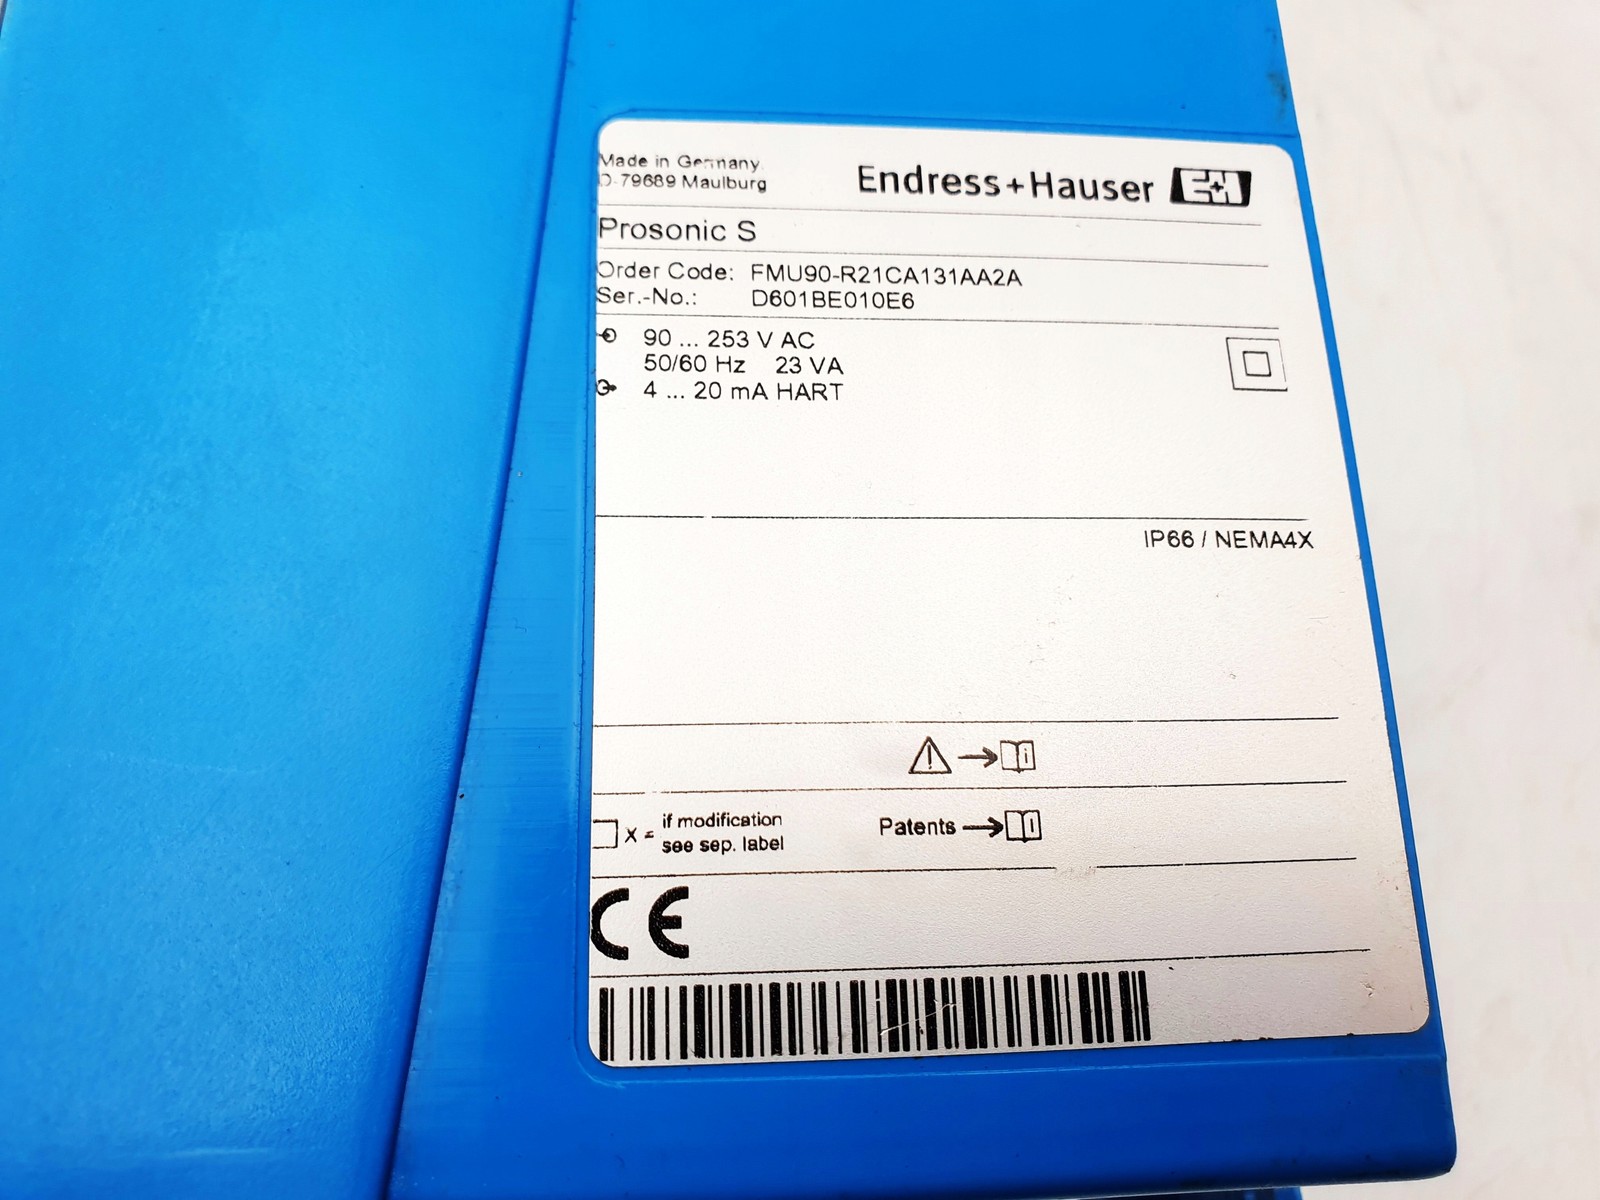 Made in Germany,
D-79689 Maulburg
Endress+Hauser E+H
Prosonic S
Order Code: FMU90-R21CA131AA2A
Ser.-No.: D601BE010E6
90 ... 253 V AC
50/60 Hz 23 VA
4 ... 20 mA HART
IP66 / NEMA4X
X = if modification
see sep. label
Patents
CE